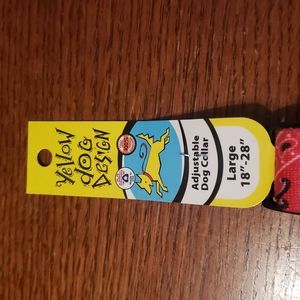 Yellow
dog
DESIGN
Adjustable
Dog Collar
Large
18"-28"